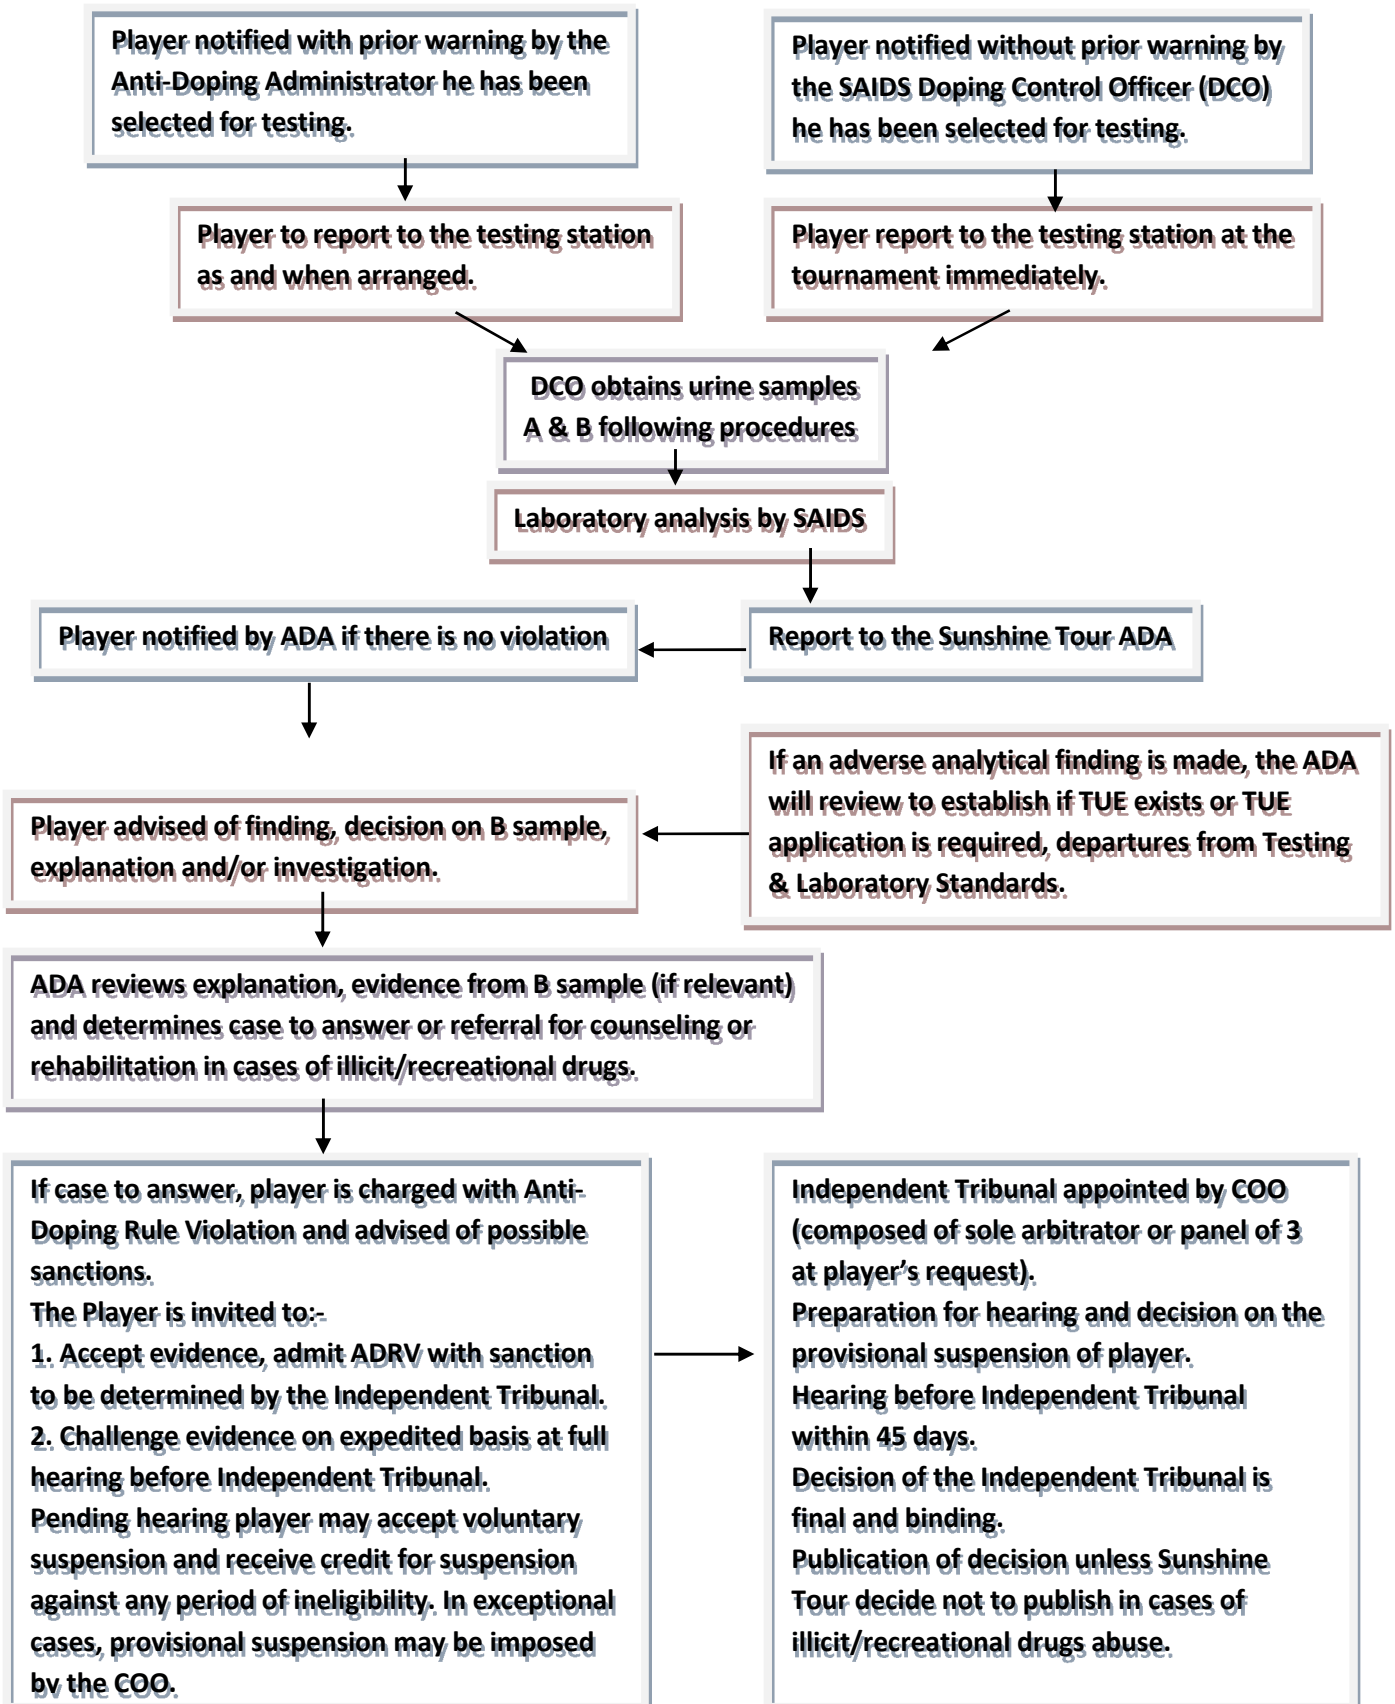 Player notified with prior warning by the
Anti-Doping Administrator he has been
selected for testing.
Player notified without prior warning by
the SAIDS Doping Control Officer (DCO)
he has been selected for testing.
Player to report to the testing station
as and when arranged.
Player report to the testing station at the
tournament immediately.
DCO obtains urine samples
A & B following procedures
Laboratory analysis by SAIDS
Player notified by ADA if there is no violation
Report to the Sunshine Tour ADA
If an adverse analytical finding is made, the ADA
will review to establish if TUE exists or TUE
application is required, departures from Testing
& Laboratory Standards.
Player advised of finding, decision on B sample,
explanation and/or investigation.
ADA reviews explanation, evidence from B sample (if relevant)
and determines case to answer or referral for counseling or
rehabilitation in cases of illicit/recreational drugs.
If case to answer, player is charged with Anti-
Doping Rule Violation and advised of possible
sanctions.
The Player is invited to:-
1. Accept evidence, admit ADRV with sanction
to be determined by the Independent Tribunal.
2. Challenge evidence on expedited basis at full
hearing before Independent Tribunal.
Pending hearing player may accept voluntary
suspension and receive credit for suspension
against any period of ineligibility. In exceptional
cases, provisional suspension may be imposed
by the COO.
Independent Tribunal appointed by COO
(composed of sole arbitrator or panel of 3
at player’s request).
Preparation for hearing and decision on the
provisional suspension of player.
Hearing before Independent Tribunal
within 45 days.
Decision of the Independent Tribunal is
final and binding.
Publication of decision unless Sunshine
Tour decide not to publish in cases of
illicit/recreational drugs abuse.